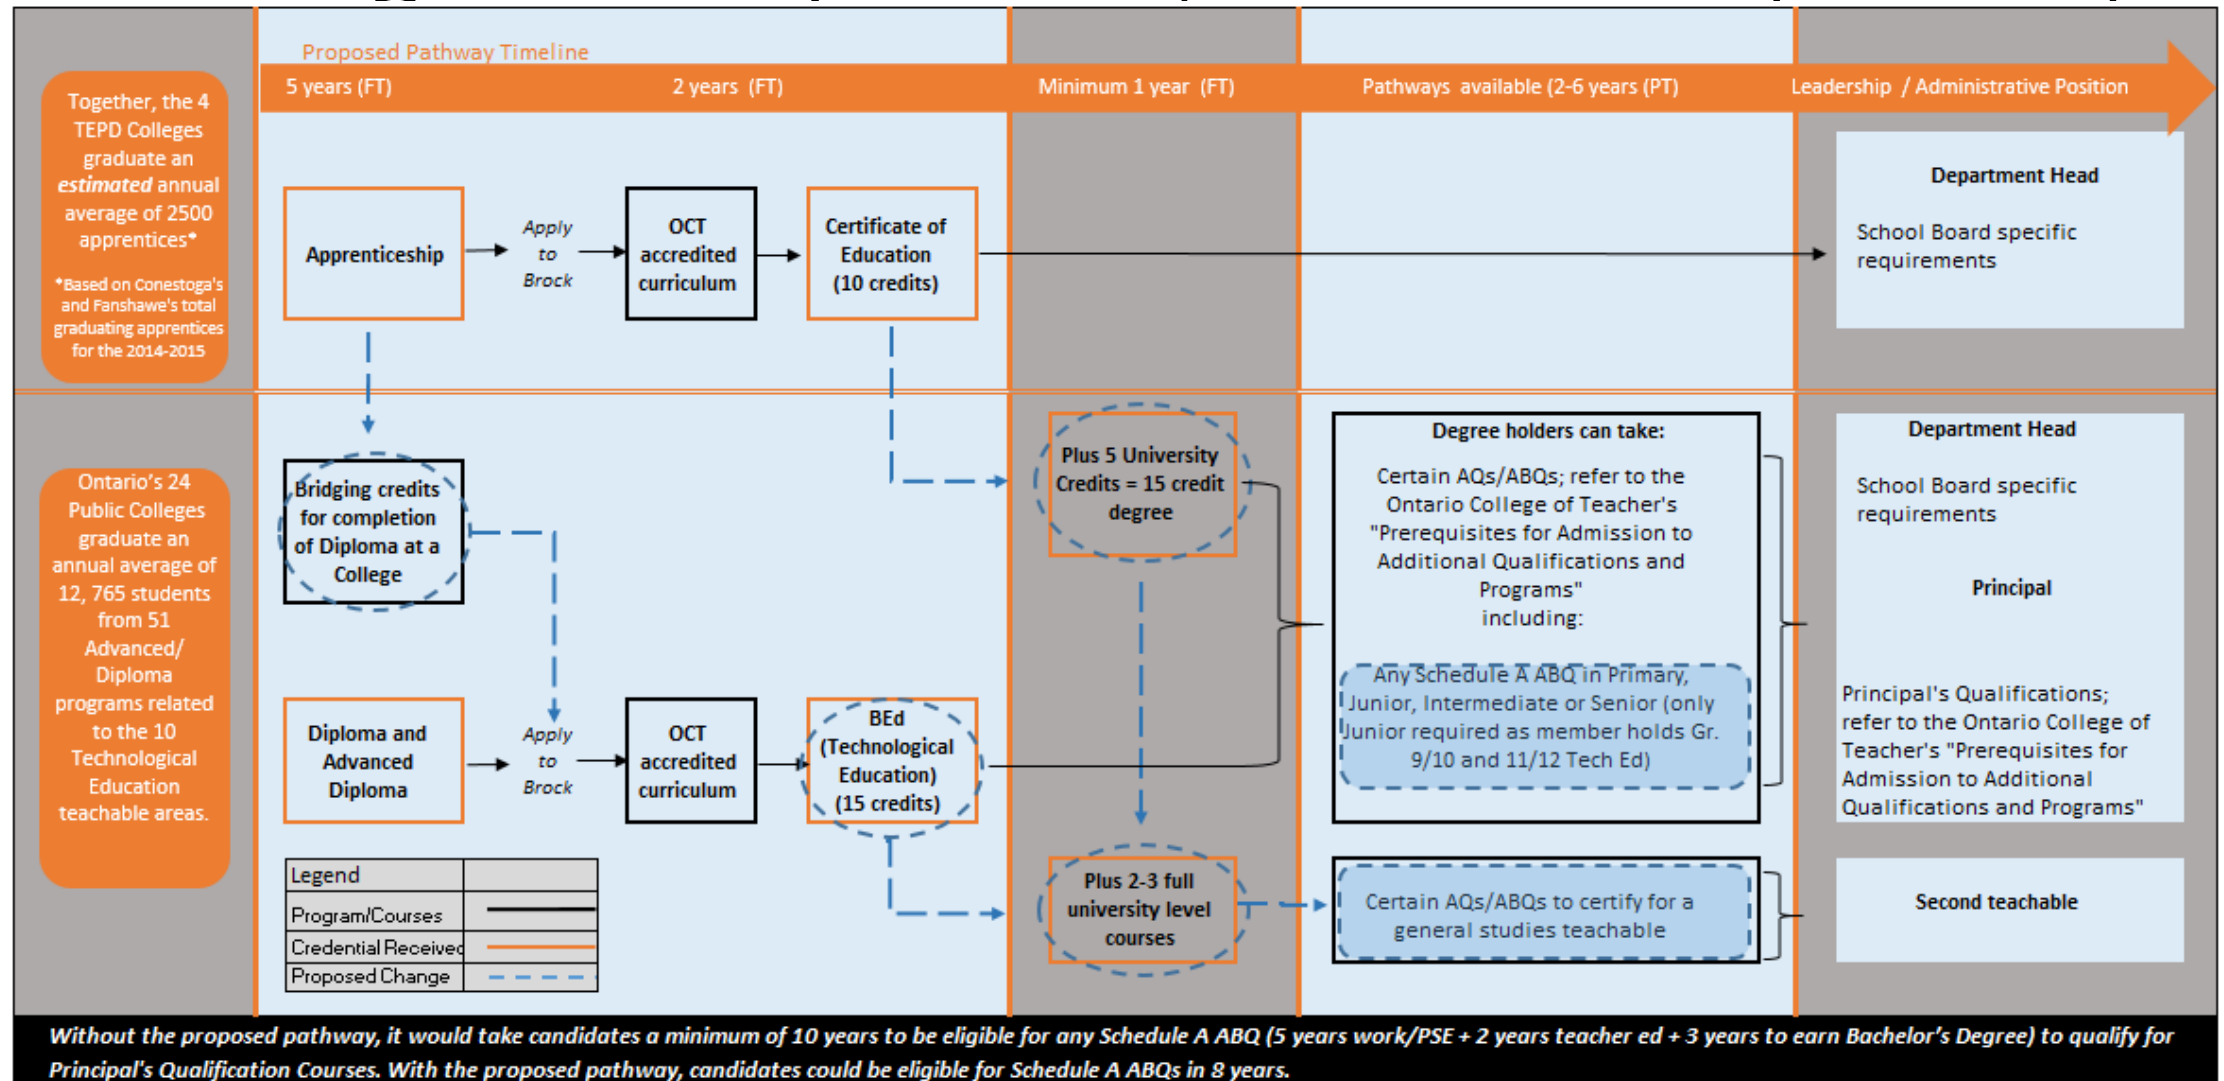 Proposed Pathway Timeline
5 years (FT)
2 years (FT)
Minimum 1 year (FT)
Pathways available (2-6 years (PT)
Leadership / Administrative Position
Together, the 4
TEPD Colleges
graduate an
estimated annual
average of 2500
apprentices*
*Based on Conestoga's
and Fanshawe's total
graduating apprentices
for the 2014-2015
Apprenticeship
Apply
to
Brock
OCT
accredited
curriculum
Certificate of
Education
(10 credits)
Department Head
School Board specific
requirements
Ontario's 24
Public Colleges
graduate an
annual average of
12, 765 students
from 51
Advanced/
Diploma
programs related
to the 10
Technological
Education
teachable areas.
Bridging credits
for completion
of Diploma at a
College
Diploma and
Advanced
Diploma
Apply
to
Brock
OCT
accredited
curriculum
BEd
(Technological
Education)
(15 credits)
Plus 5 University
Credits = 15 credit
degree
Plus 2-3 full
university level
courses
Degree holders can take:
Certain AQs/ABQs; refer to the
Ontario College of Teacher's
"Prerequisites for Admission to
Additional Qualifications and
Programs"
including:
Any Schedule A ABQ in Primary,
Junior, Intermediate or Senior (only
Junior required as member holds Gr.
9/10 and 11/12 Tech Ed)
Certain AQs/ABQs to certify for a
general studies teachable
Department Head
School Board specific
requirements
Principal
Principal's Qualifications;
refer to the Ontario College of
Teacher's "Prerequisites for
Admission to Additional
Qualifications and Programs"
Second teachable
Legend
Program/Courses
Credential Received
Proposed Change
Without the proposed pathway, it would take candidates a minimum of 10 years to be eligible for any Schedule A ABQ (5 years work/PSE + 2 years teacher ed + 3 years to earn Bachelor's Degree) to qualify for
Principal's Qualification Courses. With the proposed pathway, candidates could be eligible for Schedule A ABQs in 8 years.